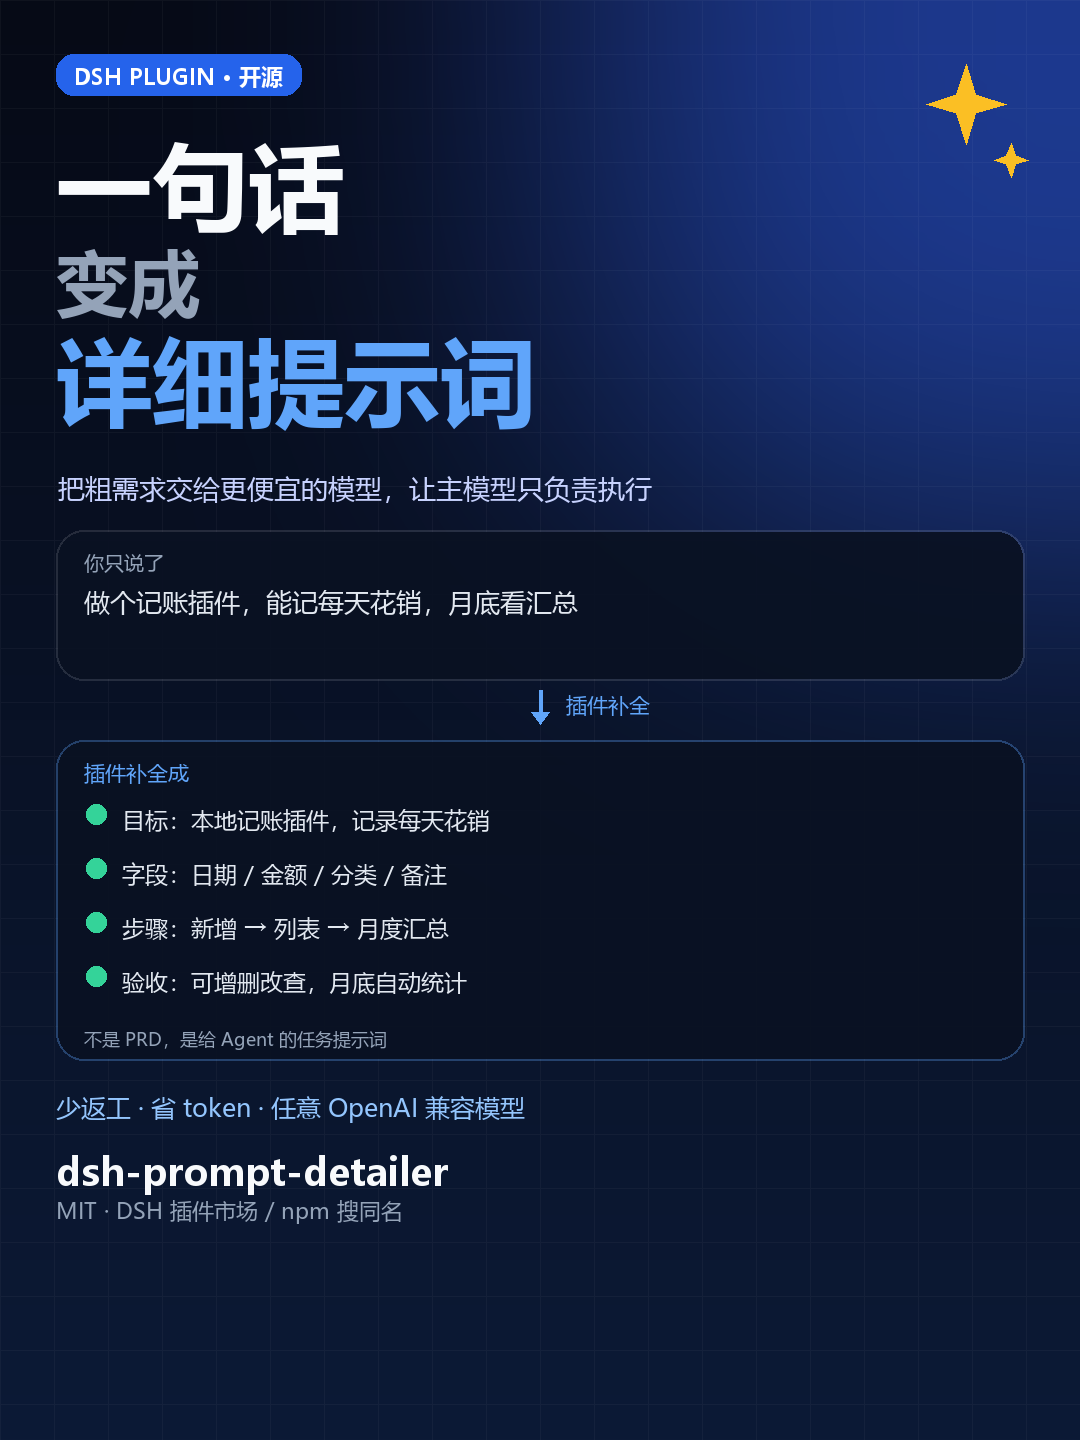 DSH PLUGIN • 开源
一句话
变成
详细提示词
把粗需求交给更便宜的模型，让主模型只负责执行
你只说了
做个记账插件，能记每天花销，月底看汇总
插件补全
插件补全成
目标：本地记账插件，记录每天花销
字段：日期 / 金额 / 分类 / 备注
步骤：新增 → 列表 → 月度汇总
验收：可增删改查，月底自动统计
不是 PRD，是给 Agent 的任务提示词
少返工 · 省 token · 任意 OpenAI 兼容模型
dsh-prompt-detailer
MIT · DSH 插件市场 / npm 搜同名